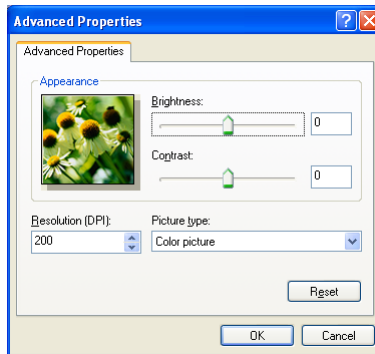 Advanced Properties
Advanced Properties
Appearance
Brightness:
0
Contrast:
0
Resolution (DPI):
Picture type:
200
Color picture
Reset
OK
Cancel